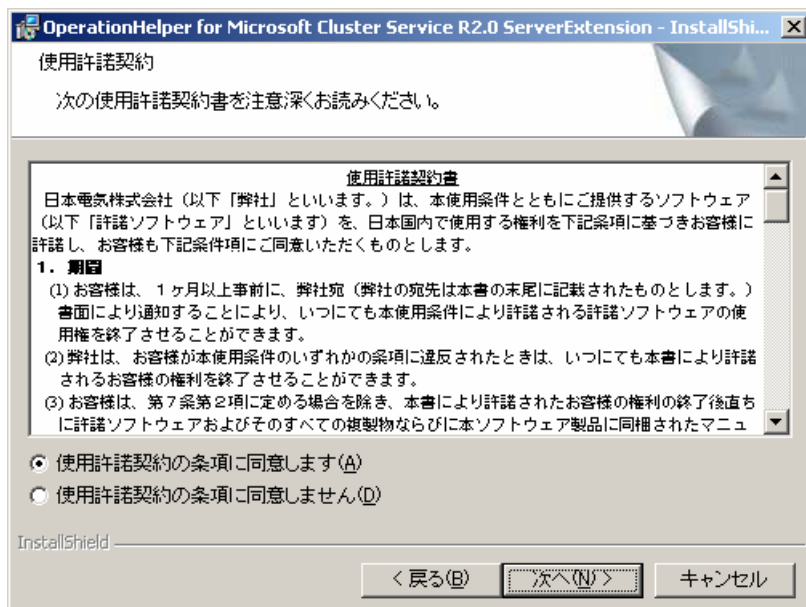 OperationHelper for Microsoft Cluster Service R2.0 ServerExtension - InstallShi...
使用許諾契約
次の使用許諾契約書を注意深くお読みください。
使用許諾契約書
日本電気株式会社（以下「弊社」といいます。）は、本使用条件とともにご提供するソフトウェア
（以下「許諾ソフトウェア」といいます）を、日本国内で使用する権利を下記条項に基づきお客様に
許諾し、お客様も下記条件項にご同意いただくものとします。
1. 期間
(1) お客様は、１ヶ月以上事前に、弊社宛（弊社の宛先は本書の末尾に記載されたものとします。）
書面により通知することにより、いつにても本使用条件により許諾される許諾ソフトウェアの使
用権を終了させることができます。
(2) 弊社は、お客様が本使用条件のいずれかの条項に違反されたときは、いつにても本書により許諾
されるお客様の権利を終了させることができます。
(3) お客様は、第７条第２項に定める場合を除き、本書により許諾されたお客様の権利の終了後直ち
に許諾ソフトウェアおよびそのすべての複製物ならびに本ソフトウェア製品に同梱されたマニュ
使用許諾契約の条項に同意します(A)
使用許諾契約の条項に同意しません(D)
InstallShield
< 戻る(B)
次へ(N) >
キャンセル